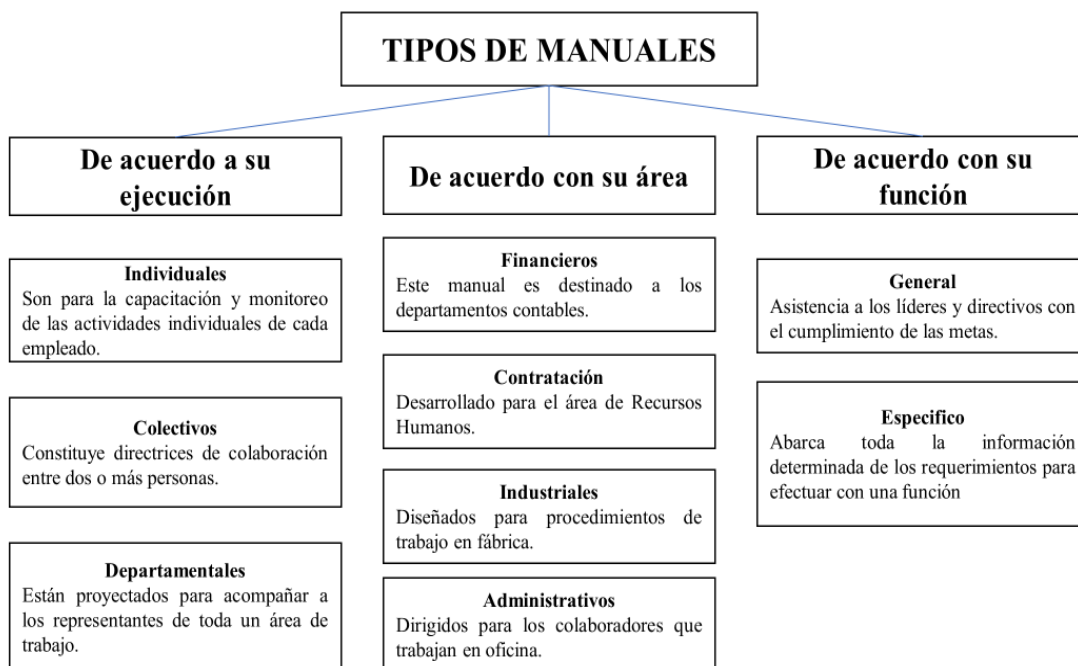 TIPOS DE MANUALES
De acuerdo a su
ejecución
Individuales
Son para la capacitación y monitoreo
de las actividades individuales de cada
empleado.
Colectivos
Constituye directrices de colaboración
entre dos o más personas.
Departamentales
Están proyectados para acompañar a
los representantes de toda un área de
trabajo.
De acuerdo con su área
Financieros
Este manual es destinado a los
departamentos contables.
Contratación
Desarrollado para el área de Recursos
Humanos.
Industriales
Diseñados para procedimientos de
trabajo en fábrica.
Administrativos
Dirigidos para los colaboradores que
trabajan en oficina.
De acuerdo con su
función
General
Asistencia a los líderes y directivos con
el cumplimiento de las metas.
Especifico
Abarca toda la información
determinada de los requerimientos para
efectuar con una función